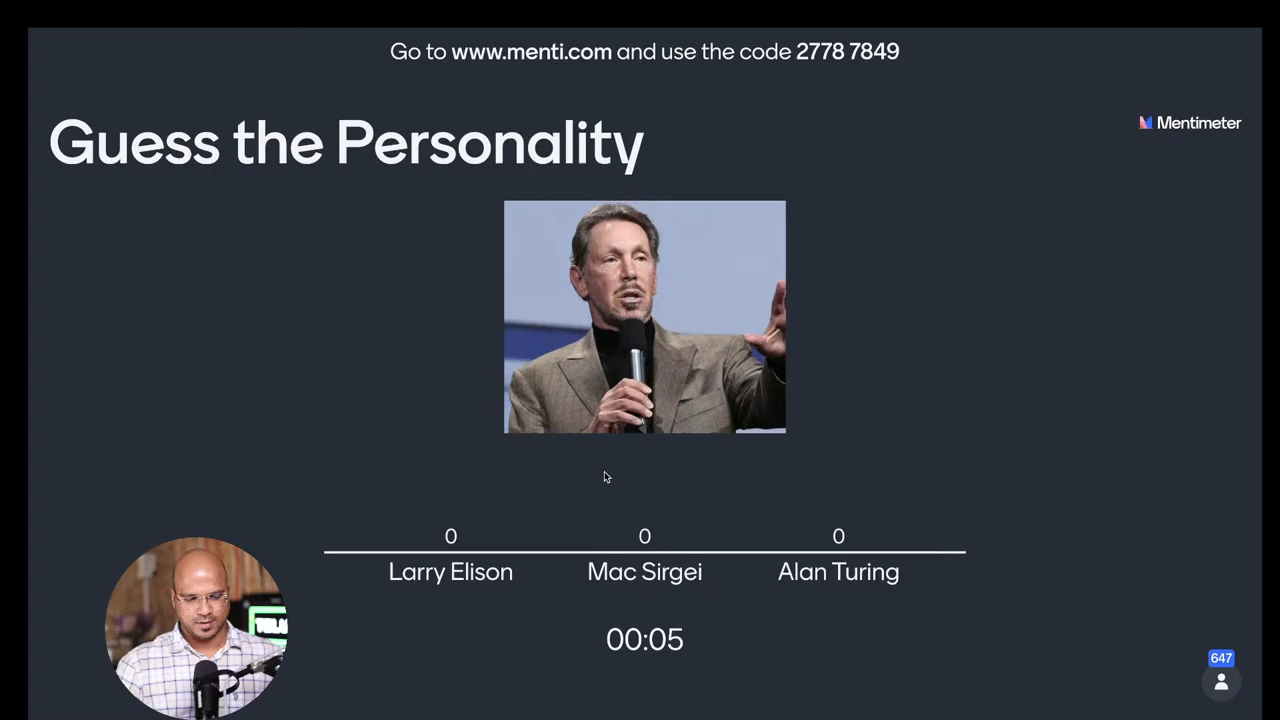 Go to www.menti.com and use the code 2778 7849
Guess the Personality
Mentimeter
0 0 0
Larry Elison Mac Sirgei Alan Turing
00:05
647